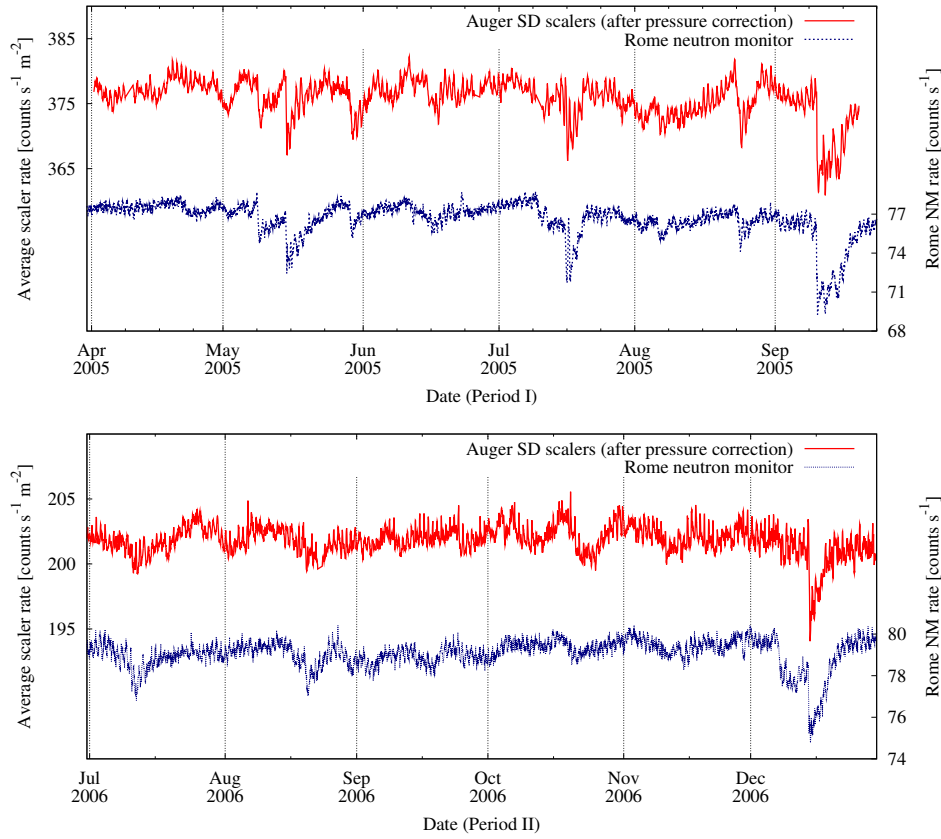 Auger SD scalers (after pressure correction)
Rome neutron monitor
385
375
365
77
74
71
68
Average scaler rate [counts s⁻¹ m⁻²]
Rome NM rate [counts s⁻¹]
Apr 2005
May 2005
Jun 2005
Jul 2005
Aug 2005
Sep 2005
Date (Period I)
Auger SD scalers (after pressure correction)
Rome neutron monitor
205
200
195
80
78
76
74
Average scaler rate [counts s⁻¹ m⁻²]
Rome NM rate [counts s⁻¹]
Jul 2006
Aug 2006
Sep 2006
Oct 2006
Nov 2006
Dec 2006
Date (Period II)